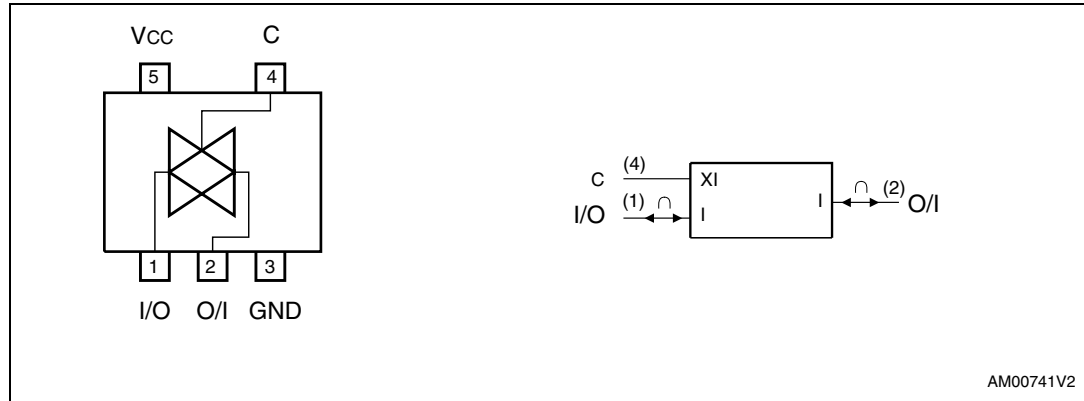 VCC C
5 4
1 2 3
I/O O/I GND
C (4) XI
I/O (1) ∩ I
I ∩ (2) O/I
AM00741V2